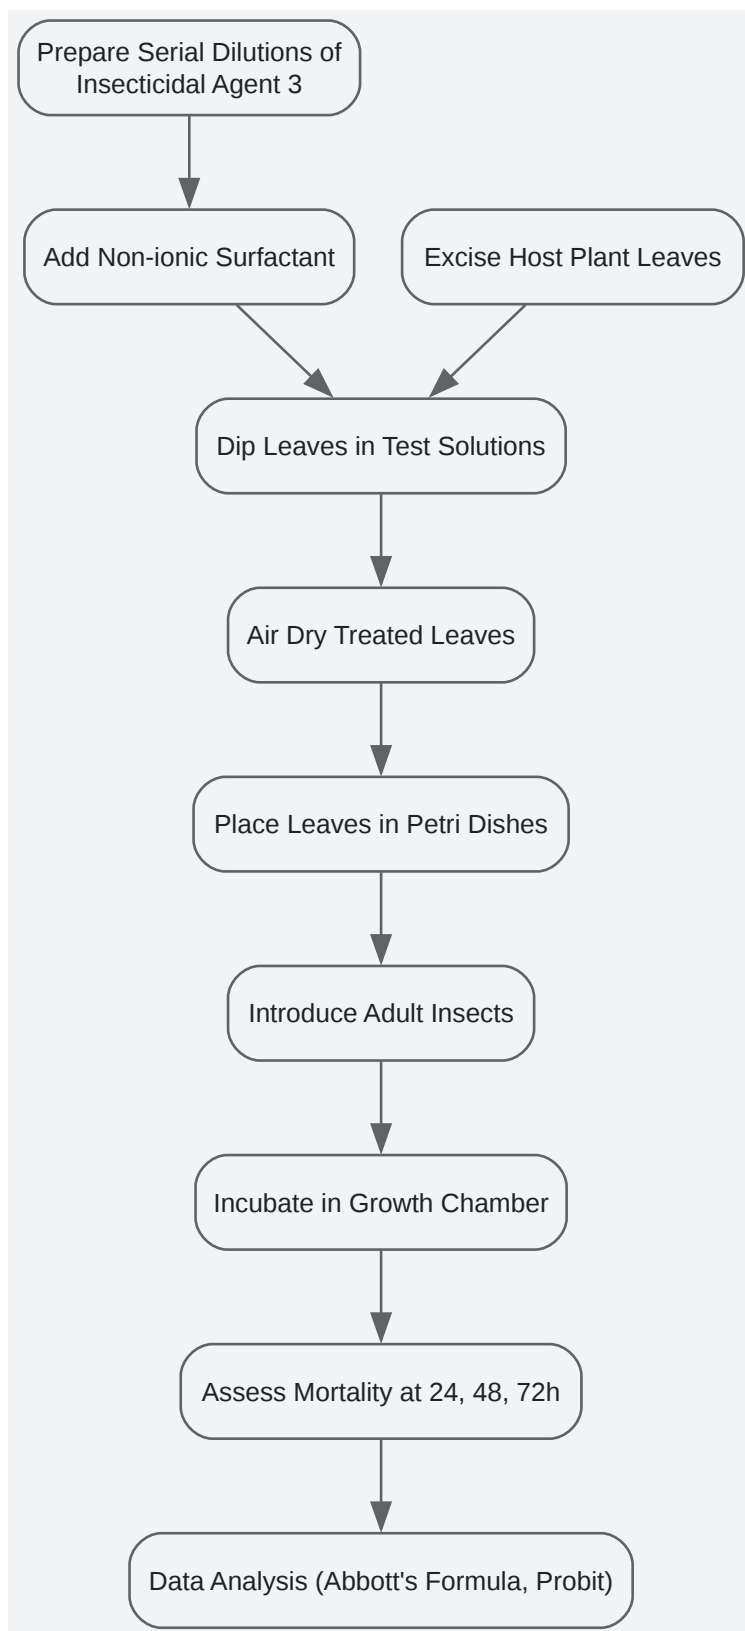 Prepare Serial Dilutions of
Insecticidal Agent 3
Add Non-ionic Surfactant
Excise Host Plant Leaves
Dip Leaves in Test Solutions
Air Dry Treated Leaves
Place Leaves in Petri Dishes
Introduce Adult Insects
Incubate in Growth Chamber
Assess Mortality at 24, 48, 72h
Data Analysis (Abbott's Formula, Probit)